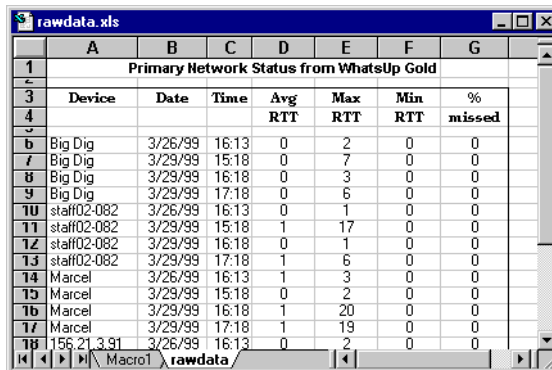 rawdata.xls
A B C D E F G
1 Primary Network Status from WhatsUp Gold
2
3 Device Date Time Avg Max Min %
4 RTT RTT RTT missed
5
6 Big Dig 3/26/99 16:13 0 2 0 0
7 Big Dig 3/29/99 15:18 0 7 0 0
8 Big Dig 3/29/99 16:18 0 3 0 0
9 Big Dig 3/29/99 17:18 0 6 0 0
10 staff02-082 3/26/99 16:13 0 1 0 0
11 staff02-082 3/29/99 15:18 1 17 0 0
12 staff02-082 3/29/99 16:18 0 1 0 0
13 staff02-082 3/29/99 17:18 1 6 0 0
14 Marcel 3/26/99 16:13 1 3 0 0
15 Marcel 3/29/99 15:18 0 2 0 0
16 Marcel 3/29/99 16:18 1 20 0 0
17 Marcel 3/29/99 17:18 1 19 0 0
18 156.21.3.91 3/26/99 16:13 0 2 0 0
Macro1 rawdata